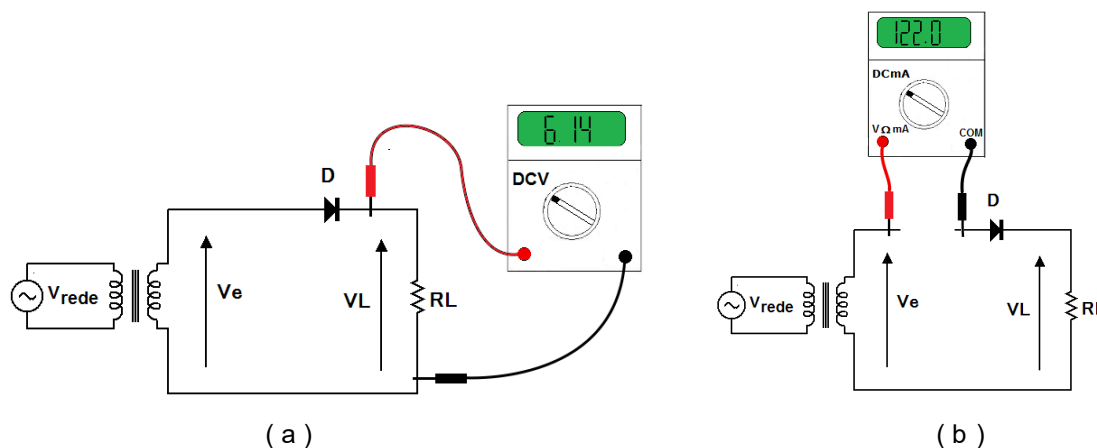 6.14
DCV
D
Ve
VL
RL
Vrede
( a )
122.0
DCmA
VΩmA
COM
D
Ve
VL
RL
Vrede
( b )